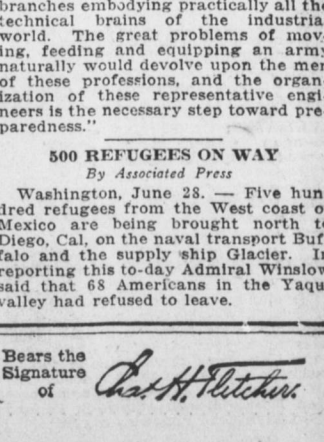 branches embodying practically all the
technical brains of the industrial
world. The great problems of mov-
ing, feeding and equipping an army
naturally would devolve upon the men
of these professions, and the organ-
ization of these representative engi-
neers is the necessary step toward pre-
paredness."
500 REFUGEES ON WAY
By Associated Press
Washington, June 28. — Five hun
dred refugees from the West coast o
Mexico are being brought north t
Diego, Cal, on the naval transport Buf
falo and the supply ship Glacier. In
reporting this to-day Admiral Winslow
said that 68 Americans in the Yaqu
valley had refused to leave.
Bears the
Signature
of
Chas. H. Fletcher.